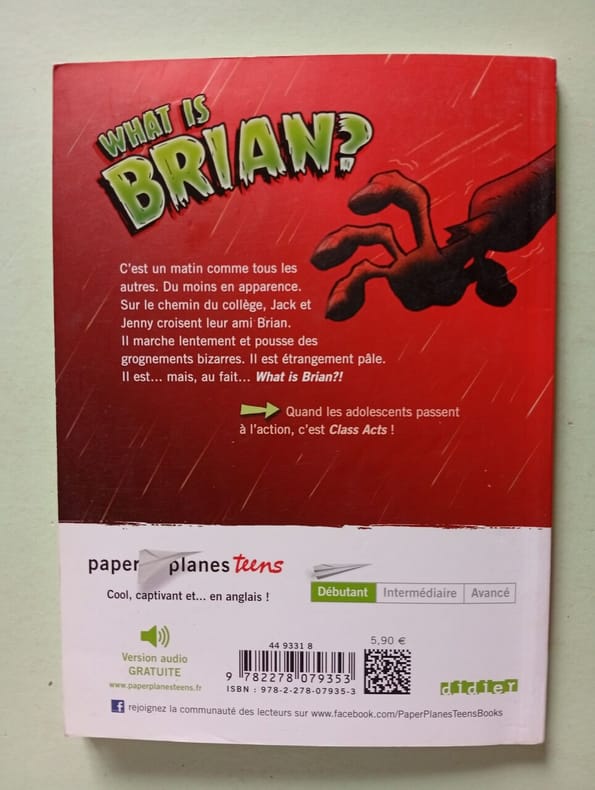 WHAT IS
BRIAN?
C'est un matin comme tous les
autres. Du moins en apparence.
Sur le chemin du collège, Jack et
Jenny croisent leur ami Brian.
Il marche lentement et pousse des
grognements bizarres. Il est étrangement pâle.
Il est... mais, au fait... What is Brian?!
Quand les adolescents passent
à l'action, c'est Class Acts !
paper planes teens
Cool, captivant et... en anglais !
Débutant Intermédiaire Avancé
Version audio
GRATUITE
www.paperplanesteens.fr
44 9331 8
9 782278 079353
ISBN : 978-2-278-07935-3
5,90 €
didier
f rejoignez la communauté des lecteurs sur www.facebook.com/PaperPlanesTeensBooks